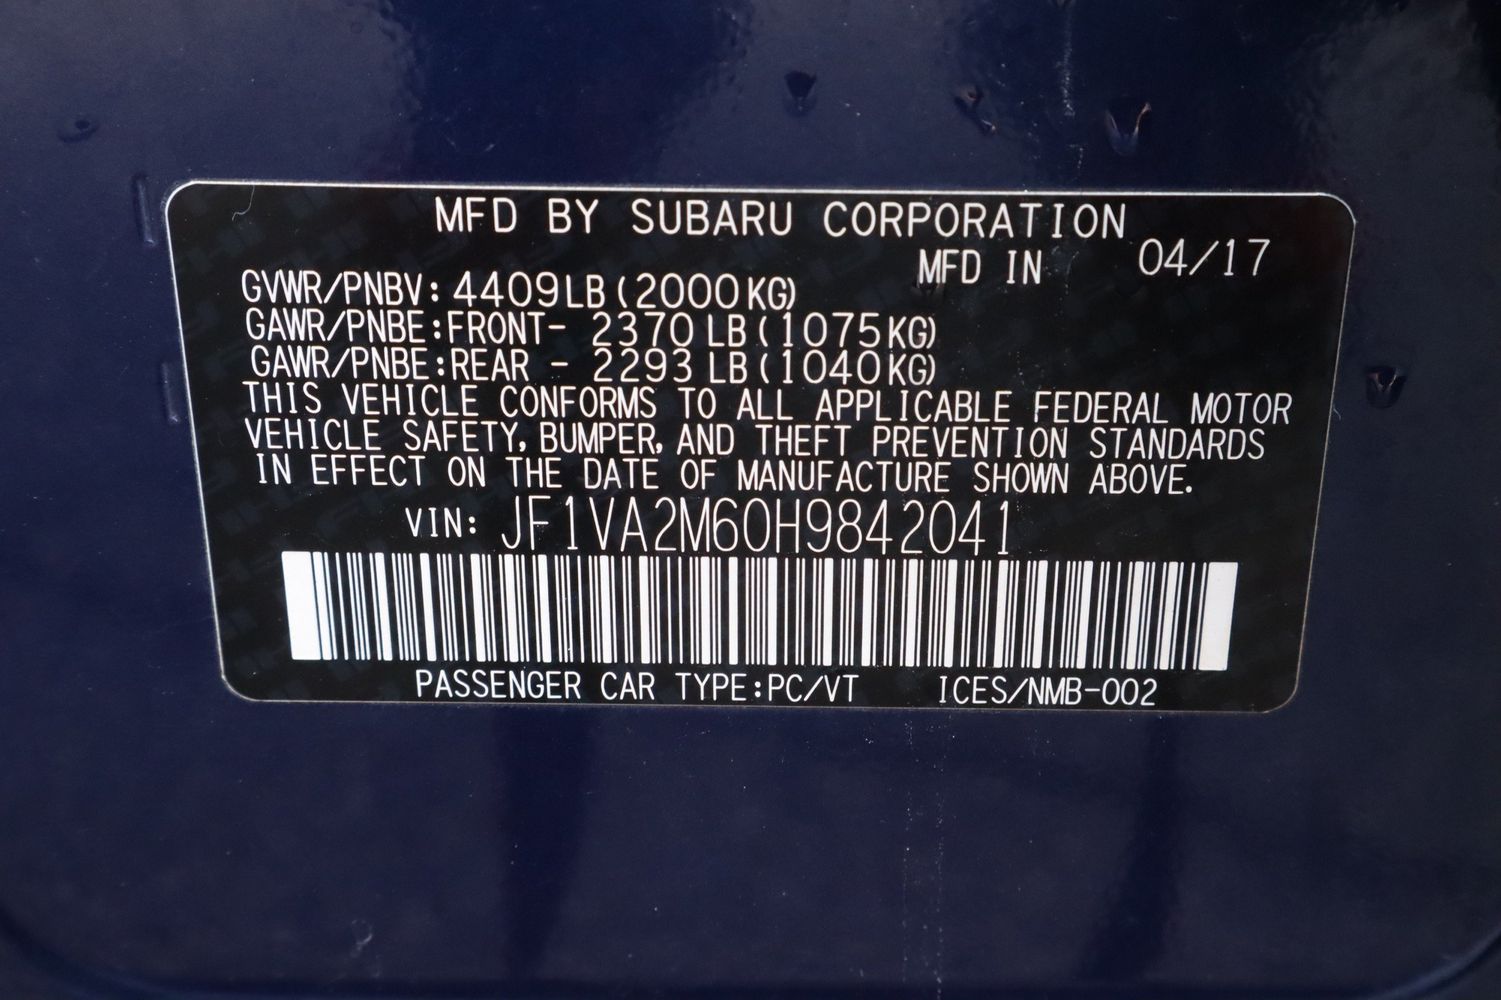 MFD BY SUBARU CORPORATION
MFD IN 04/17
GVWR/PNBV: 4409LB(2000KG)
GAWR/PNBE:FRONT- 2370 LB(1075KG)
GAWR/PNBE:REAR - 2293 LB(1040KG)
THIS VEHICLE CONFORMS TO ALL APPLICABLE FEDERAL MOTOR
VEHICLE SAFETY, BUMPER, AND THEFT PREVENTION STANDARDS
IN EFFECT ON THE DATE OF MANUFACTURE SHOWN ABOVE.
VIN: JF1VA2M60H9842041
PASSENGER CAR TYPE:PC/VT ICES/NMB-002